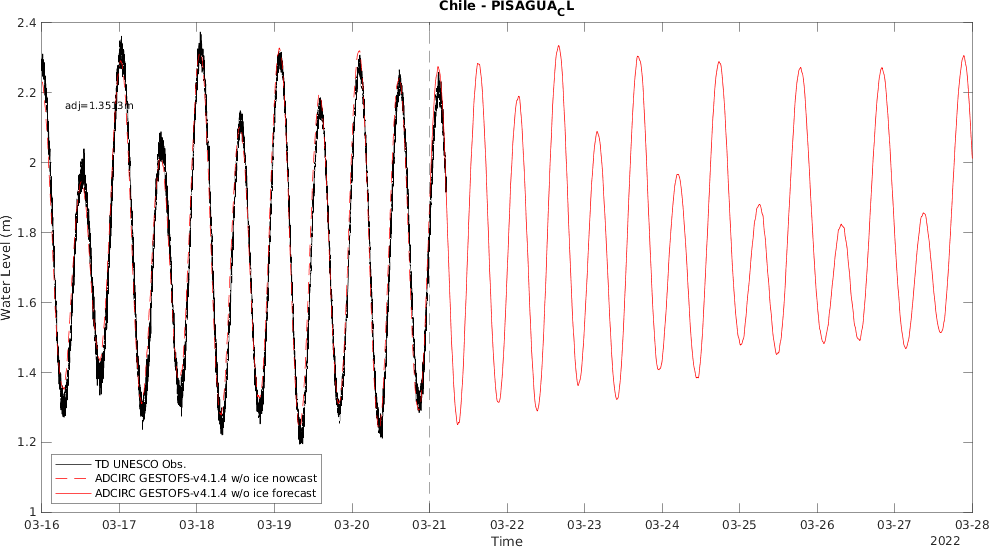 Chile - PISAGUA_CL
2.4
2.2
2
1.8
1.6
1.4
1.2
1
Water Level (m)
adj=1.3513m
TD UNESCO Obs.
ADCIRC GESTOFS-v4.1.4 w/o ice nowcast
ADCIRC GESTOFS-v4.1.4 w/o ice forecast
03-16 03-17 03-18 03-19 03-20 03-21 03-22 03-23 03-24 03-25 03-26 03-27 03-28
Time
2022